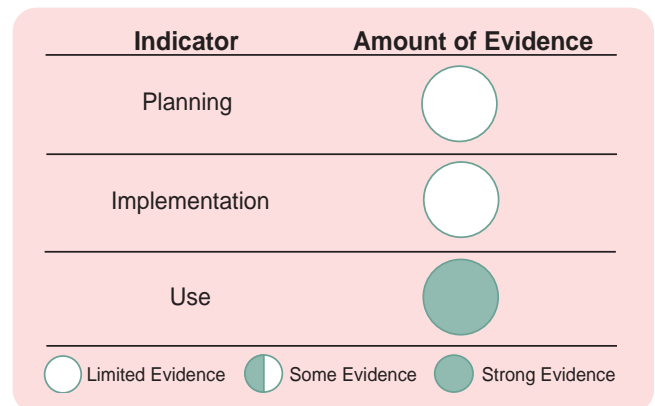 Indicator Amount of Evidence
Planning
Implementation
Use
Limited Evidence Some Evidence Strong Evidence